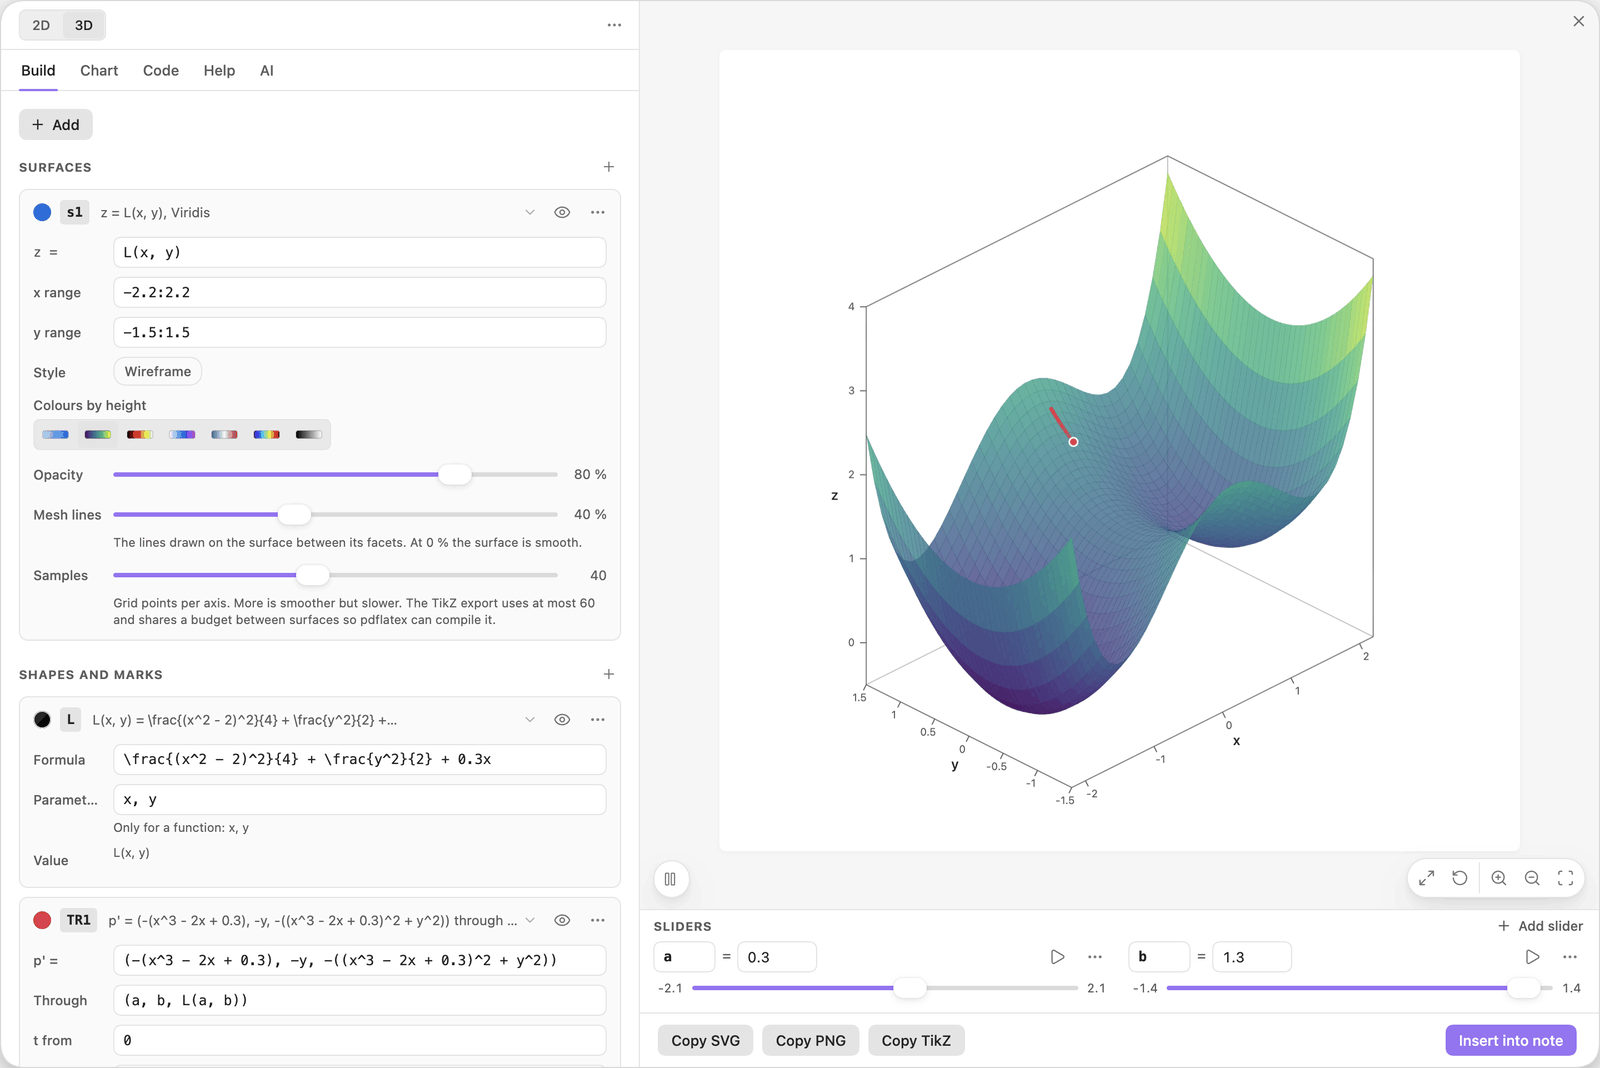 2D 3D
Build Chart Code Help AI
+ Add
SURFACES
s1 z = L(x, y), Viridis
z = L(x, y)
x range −2.2:2.2
y range −1.5:1.5
Style Wireframe
Colours by height
Opacity 80 %
Mesh lines 40 %
The lines drawn on the surface between its facets. At 0 % the surface is smooth.
Samples 40
Grid points per axis. More is smoother but slower. The TikZ export uses at most 60
and shares a budget between surfaces so pdflatex can compile it.
SHAPES AND MARKS
L L(x, y) = \frac{(x^2 - 2)^2}{4} + \frac{y^2}{2} +...
Formula \frac{(x^2 − 2)^2}{4} + \frac{y^2}{2} + 0.3x
Paramet... x, y
Only for a function: x, y
Value L(x, y)
TR1 p' = (-(x^3 - 2x + 0.3), -y, -((x^3 - 2x + 0.3)^2 + y^2)) through ...
p' = (−(x^3 − 2x + 0.3), −y, −((x^3 − 2x + 0.3)^2 + y^2))
Through (a, b, L(a, b))
t from 0
4
3
2
z
1
0
1.5
1
0.5
0
-0.5
-1
-1.5
y
-2
-1
0
1
2
x
SLIDERS + Add slider
a = 0.3
-2.1 2.1
b = 1.3
-1.4 1.4
Copy SVG Copy PNG Copy TikZ Insert into note